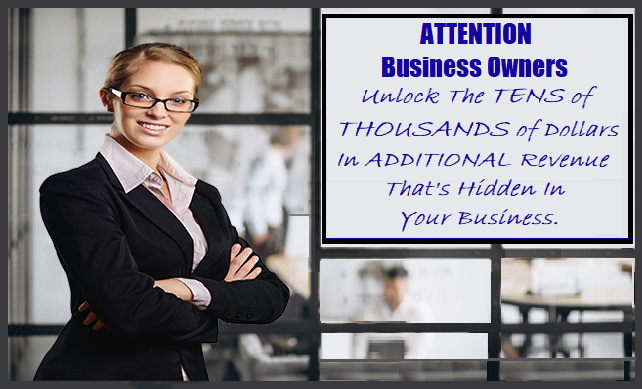 ATTENTION
Business Owners
Unlock The TENS of
THOUSANDS of Dollars
In ADDITIONAL Revenue
That's Hidden In
Your Business.